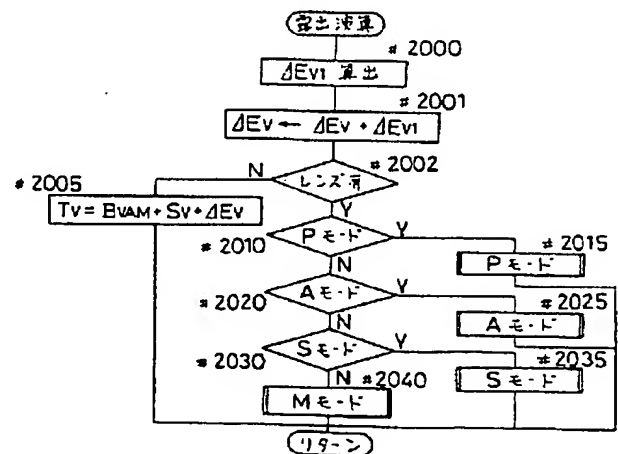 露出演算
#2000
ΔEv1 算出
#2001
ΔEv ← ΔEv + ΔEv1
#2002
N
レンズ有
#2005
Tv = BvAM + Sv + ΔEv
Y
#2010
Pモード
Y
#2015
Pモード
N
#2020
Aモード
Y
#2025
Aモード
N
#2030
Sモード
Y
#2035
Sモード
N
#2040
Mモード
リターン